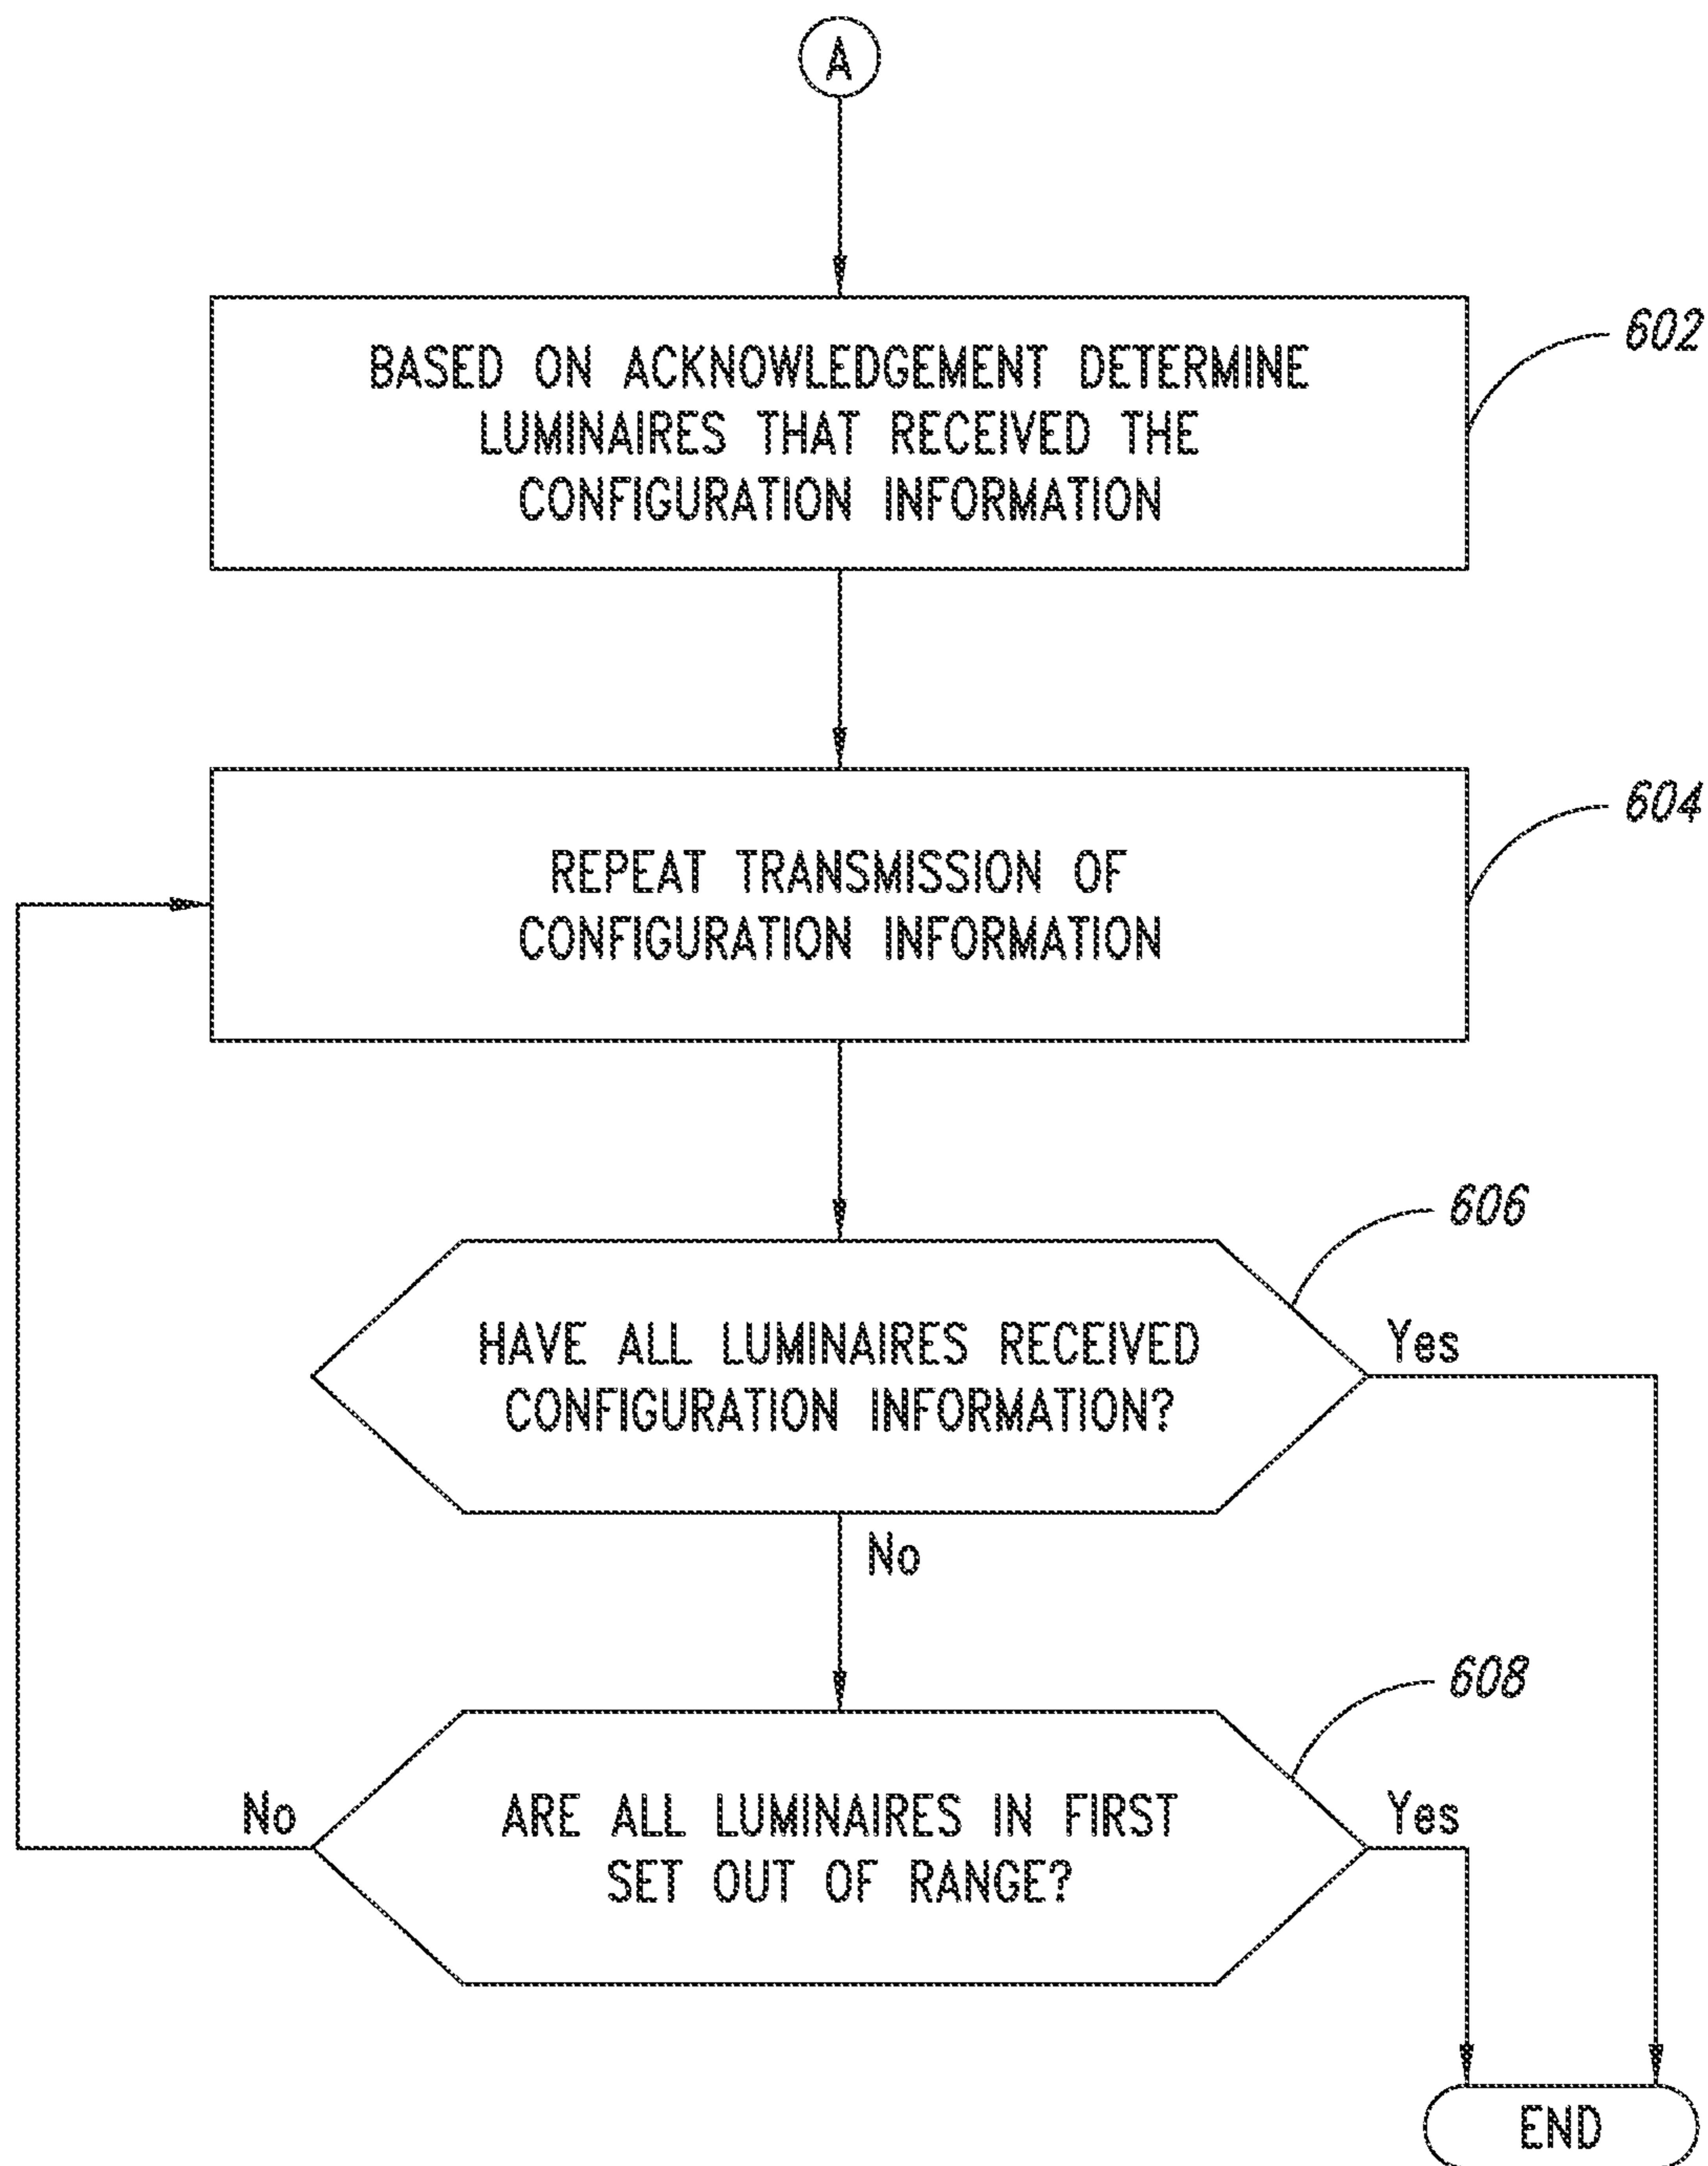 A
BASED ON ACKNOWLEDGEMENT DETERMINE
LUMINAIRES THAT RECEIVED THE
CONFIGURATION INFORMATION
602
REPEAT TRANSMISSION OF
CONFIGURATION INFORMATION
604
606
HAVE ALL LUMINAIRES RECEIVED
CONFIGURATION INFORMATION?
Yes
No
608
ARE ALL LUMINAIRES IN FIRST
SET OUT OF RANGE?
No
Yes
END